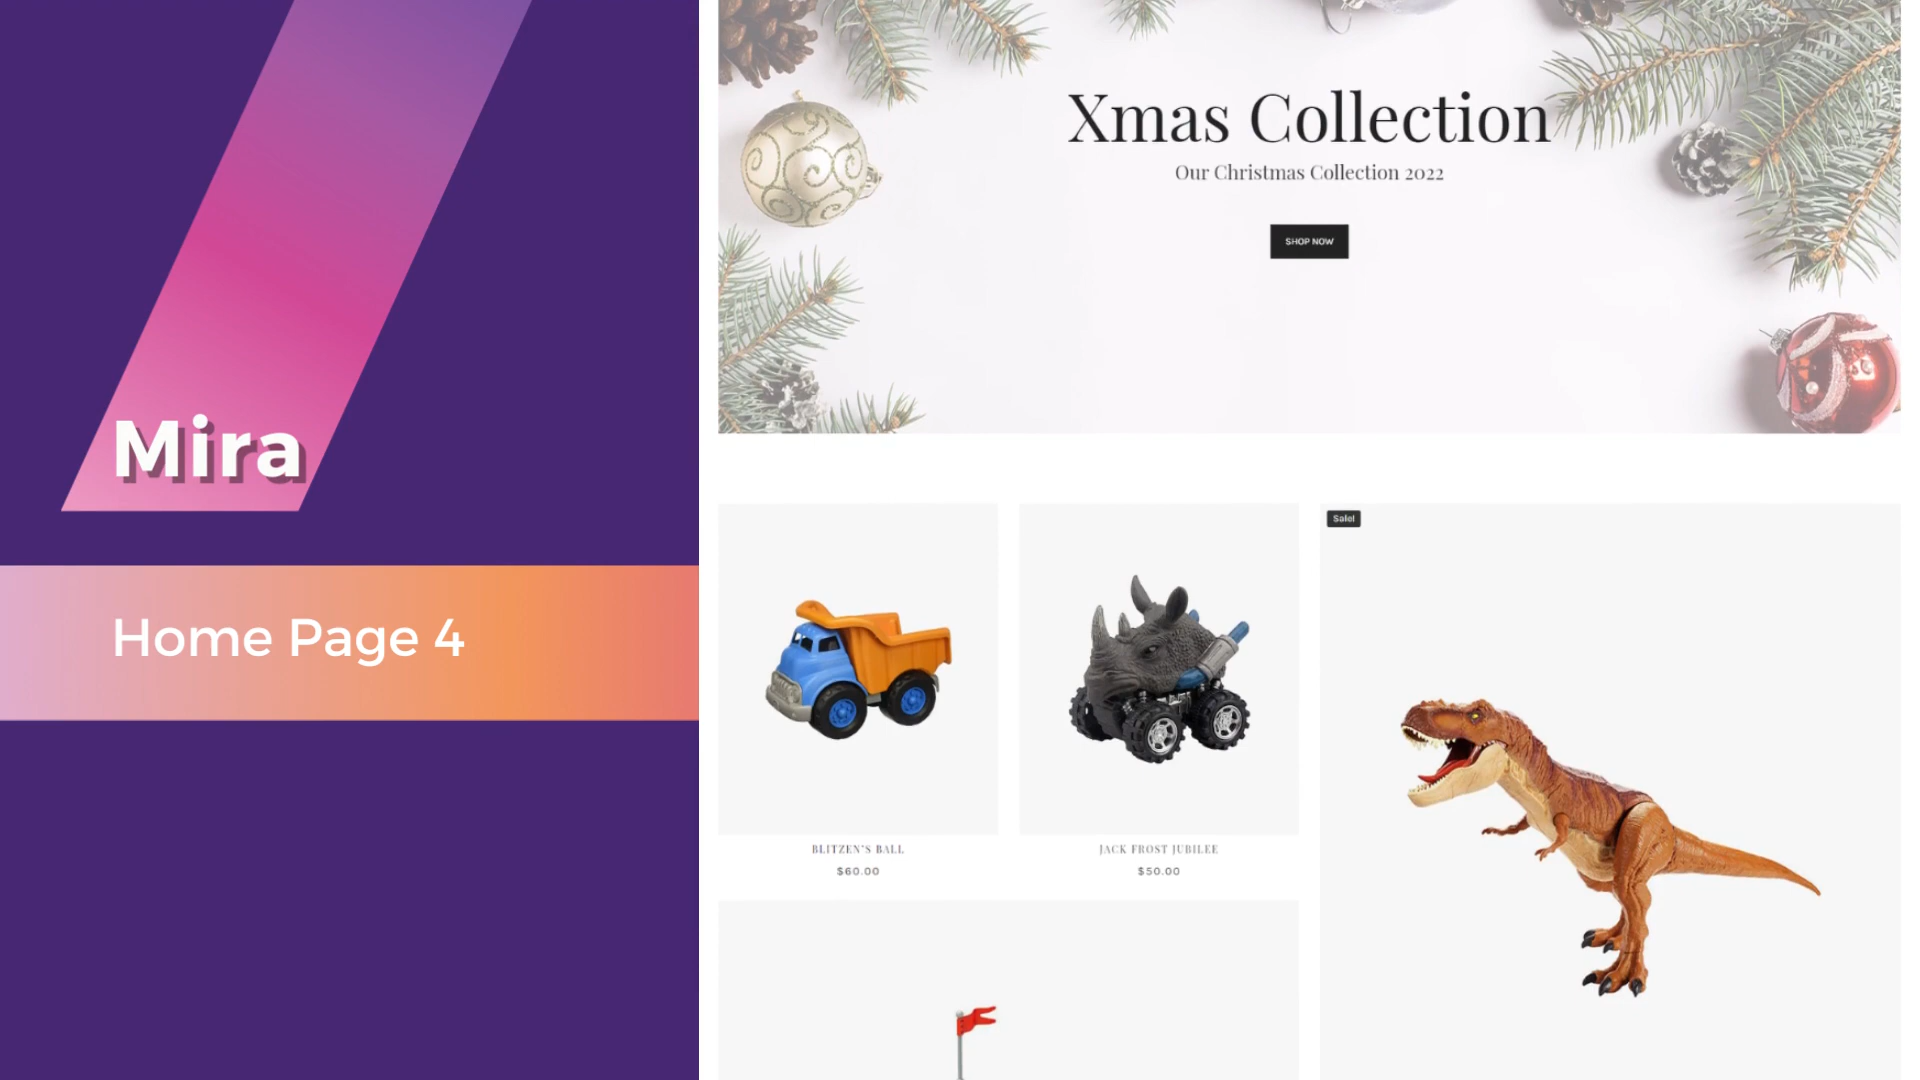 Mira
Home Page 4
Xmas Collection
Our Christmas Collection 2022
SHOP NOW
Sale!
BLITZEN'S BALL
$60.00
JACK FROST JUBILEE
$50.00